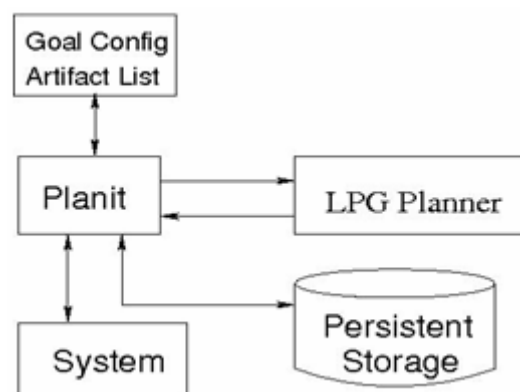 Goal Config
Artifact List
Planit
LPG Planner
System
Persistent
Storage